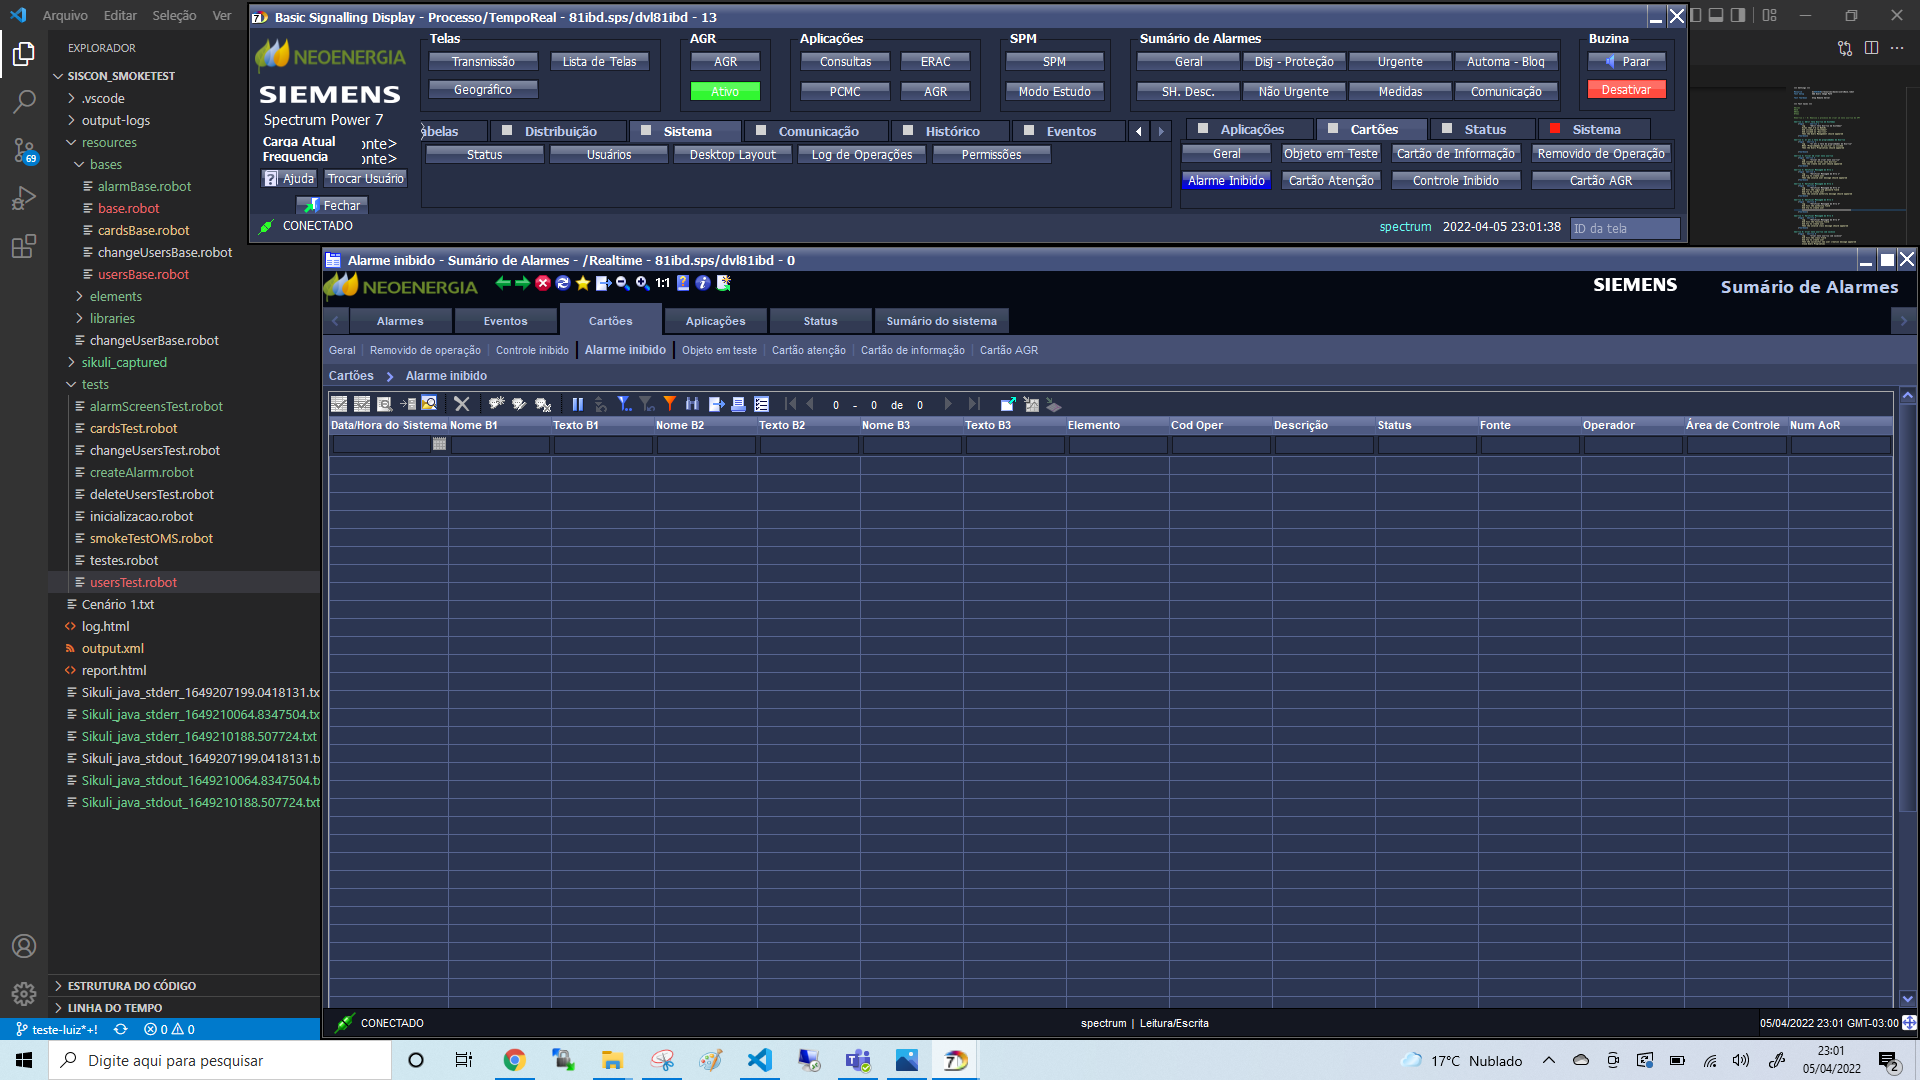 Arquivo Editar Seleção Ver
EXPLORADOR
SISCON_SMOKETEST
.vscode
output-logs
resources
bases
alarmBase.robot
base.robot
cardsBase.robot
changeUsersBase.robot
usersBase.robot
elements
libraries
changeUserBase.robot
sikuli_captured
tests
alarmScreensTest.robot
cardsTest.robot
changeUsersTest.robot
createAlarm.robot
deleteUsersTest.robot
inicializacao.robot
smokeTestOMS.robot
testes.robot
usersTest.robot
Cenário 1.txt
log.html
output.xml
report.html
Sikuli_java_stderr_1649207199.0418131.tx
Sikuli_java_stderr_1649210064.8347504.tx
Sikuli_java_stderr_1649210188.507724.txt
Sikuli_java_stdout_1649207199.0418131.tx
Sikuli_java_stdout_1649210064.8347504.tx
Sikuli_java_stdout_1649210188.507724.txt
ESTRUTURA DO CÓDIGO
LINHA DO TEMPO
69
teste-luiz*+! 0 0
Basic Signalling Display - Processo/TempoReal - 81ibd.sps/dvl81ibd - 13
NEOENERGIA
SIEMENS
Spectrum Power 7
Carga Atual onte>
Frequencia onte>
Ajuda Trocar Usuário
Fechar
CONECTADO
Telas
Transmissão Lista de Telas
Geográfico
AGR
AGR
Ativo
Aplicações
Consultas ERAC
PCMC AGR
SPM
SPM
Modo Estudo
Sumário de Alarmes
Geral Disj - Proteção Urgente Automa - Bloq
SH. Desc. Não Urgente Medidas Comunicação
Buzina
Parar
Desativar
abelas Distribuição Sistema Comunicação Histórico Eventos
Status Usuários Desktop Layout Log de Operações Permissões
Aplicações Cartões Status Sistema
Geral Objeto em Teste Cartão de Informação Removido de Operação
Alarme Inibido Cartão Atenção Controle Inibido Cartão AGR
spectrum 2022-04-05 23:01:38 ID da tela
Alarme inibido - Sumário de Alarmes - /Realtime - 81ibd.sps/dvl81ibd - 0
NEOENERGIA 1:1 SIEMENS Sumário de Alarmes
Alarmes Eventos Cartões Aplicações Status Sumário do sistema
Geral Removido de operação Controle inibido Alarme inibido Objeto em teste Cartão atenção Cartão de informação Cartão AGR
Cartões Alarme inibido
0 - 0 de 0
Data/Hora do Sistema Nome B1 Texto B1 Nome B2 Texto B2 Nome B3 Texto B3 Elemento Cod Oper Descrição Status Fonte Operador Área de Controle Num AoR
CONECTADO spectrum | Leitura/Escrita 05/04/2022 23:01 GMT-03:00
Digite aqui para pesquisar
17°C Nublado
23:01
05/04/2022
2